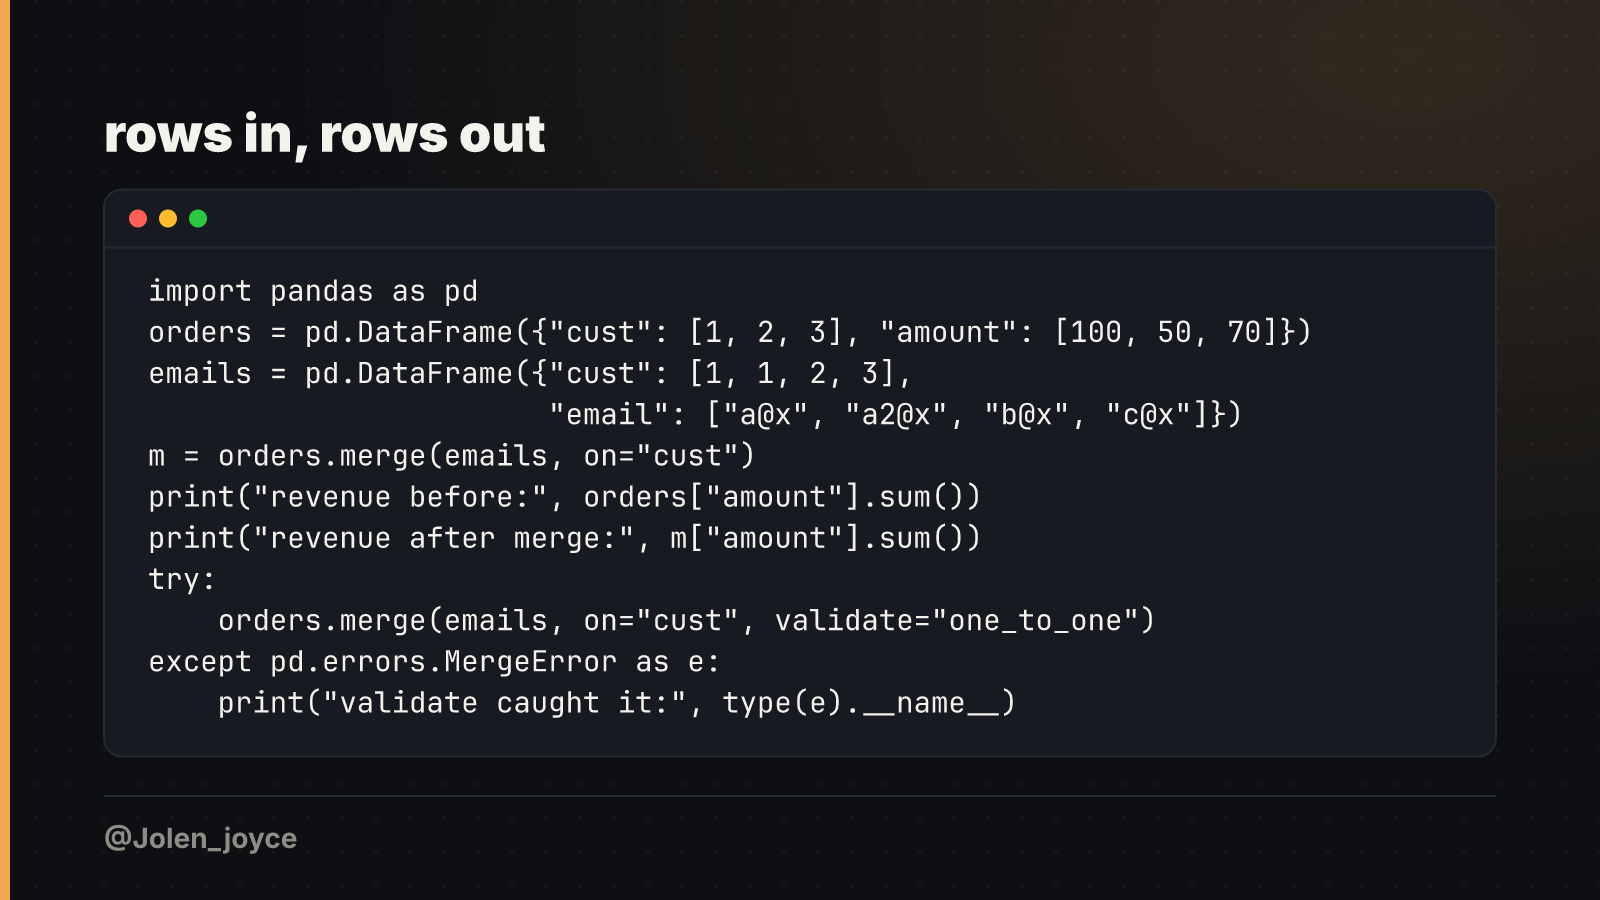 rows in, rows out
import pandas as pd
orders = pd.DataFrame({"cust": [1, 2, 3], "amount": [100, 50, 70]})
emails = pd.DataFrame({"cust": [1, 1, 2, 3],
                       "email": ["a@x", "a2@x", "b@x", "c@x"]})
m = orders.merge(emails, on="cust")
print("revenue before:", orders["amount"].sum())
print("revenue after merge:", m["amount"].sum())
try:
    orders.merge(emails, on="cust", validate="one_to_one")
except pd.errors.MergeError as e:
    print("validate caught it:", type(e).__name__)
@Jolen_joyce